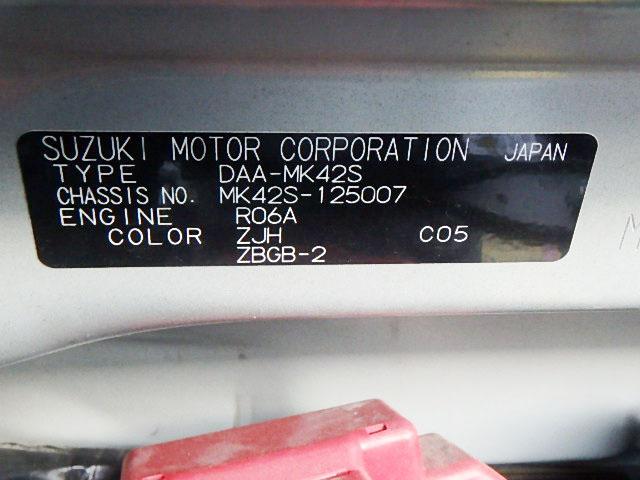 SUZUKI MOTOR CORPORATION JAPAN
TYPE DAA-MK42S
CHASSIS NO. MK42S-125007
ENGINE R06A
COLOR ZJH C05
ZBGB-2
M